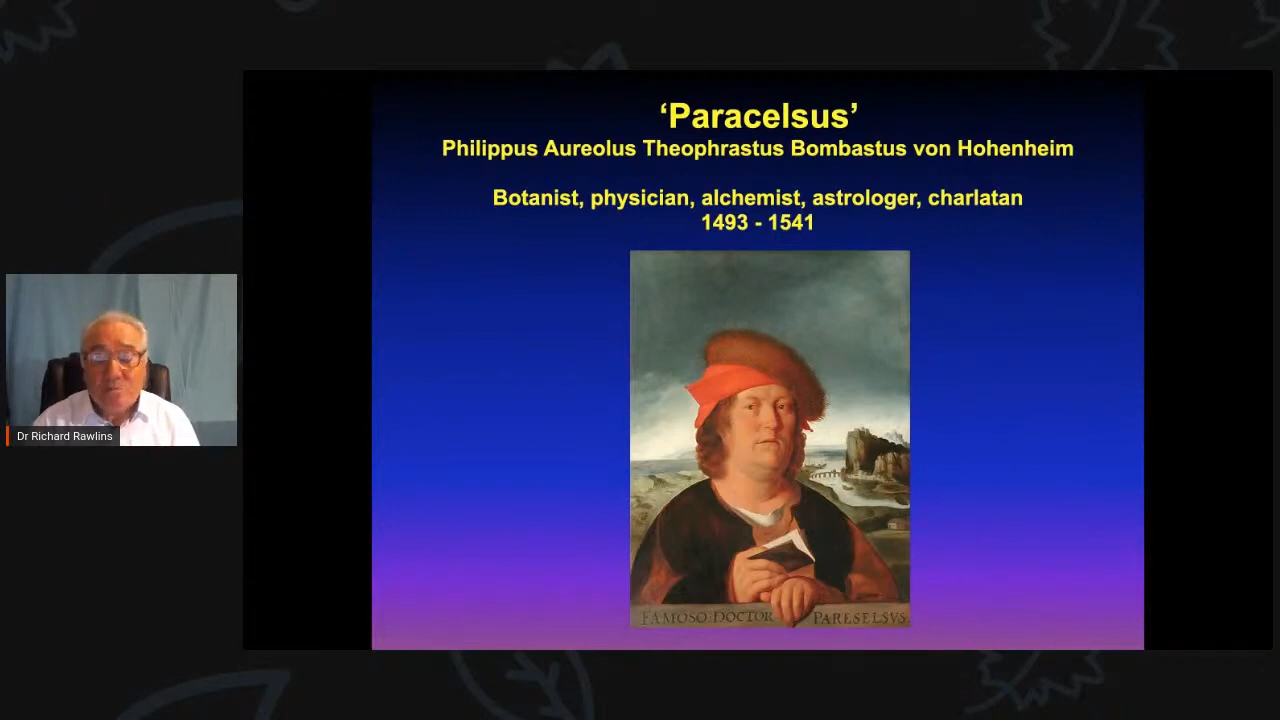 ‘Paracelsus’
Philippus Aureolus Theophrastus Bombastus von Hohenheim
Botanist, physician, alchemist, astrologer, charlatan
1493 - 1541
FAMOSO DOCTOR PARESELSVS
Dr Richard Rawlins